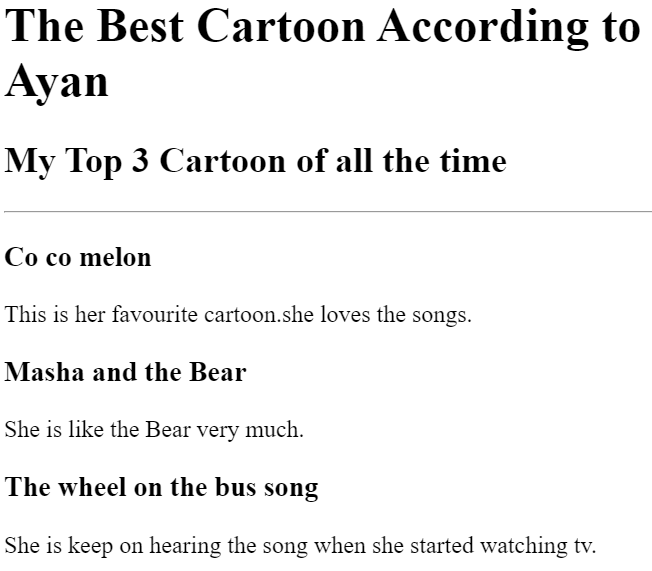 The Best Cartoon According to
Ayan
My Top 3 Cartoon of all the time
Co co melon
This is her favourite cartoon.she loves the songs.
Masha and the Bear
She is like the Bear very much.
The wheel on the bus song
She is keep on hearing the song when she started watching tv.